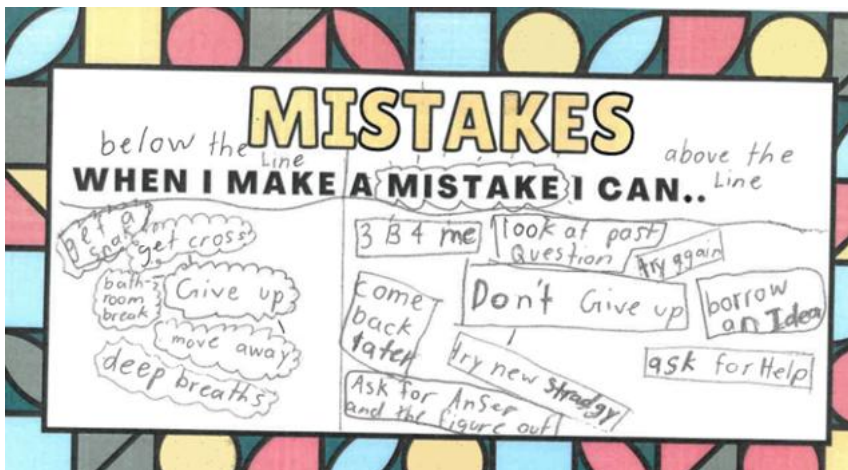 MISTAKES
below the
Line
above the
Line
WHEN I MAKE A MISTAKE I CAN..
get a
snak
get cross
bath-
room
break
Give up
move away
deep breaths
3 B 4 me
look at past
Question
try again
come
back
later
Don't Give up
borrow
an Idea
try new stradgy
ask for Help
Ask for Anser
and the Figure out